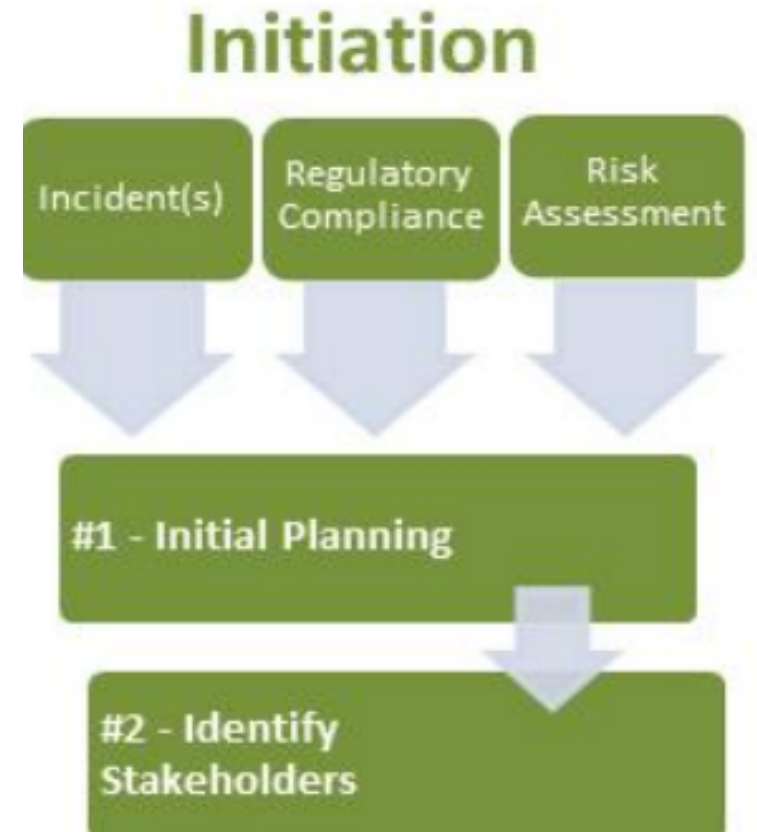 Initiation
Incident(s)
Regulatory
Compliance
Risk
Assessment
#1 - Initial Planning
#2 - Identify
Stakeholders